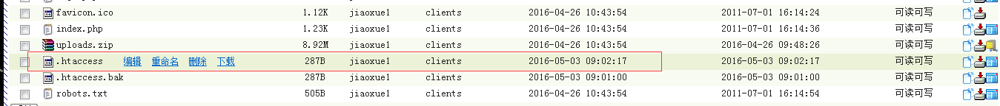 favicon.ico 1.12K jiaoxue1 clients 2016-04-26 10:43:54 2011-07-01 16:14:24 可读可写
index.php 1.23K jiaoxue1 clients 2016-04-26 10:43:54 2011-07-01 16:14:36 可读可写
uploads.zip 8.92M jiaoxue1 clients 2016-04-26 10:43:54 2016-04-26 09:48:26 可读可写
.htaccess 编辑 重命名 删除 下载 287B jiaoxue1 clients 2016-05-03 09:02:17 2016-05-03 09:02:17 可读可写
.htaccess.bak 287B jiaoxue1 clients 2016-05-03 09:01:00 2016-05-03 09:01:00 可读可写
robots.txt 505B jiaoxue1 clients 2016-04-26 10:43:54 2011-07-01 16:14:54 可读可写